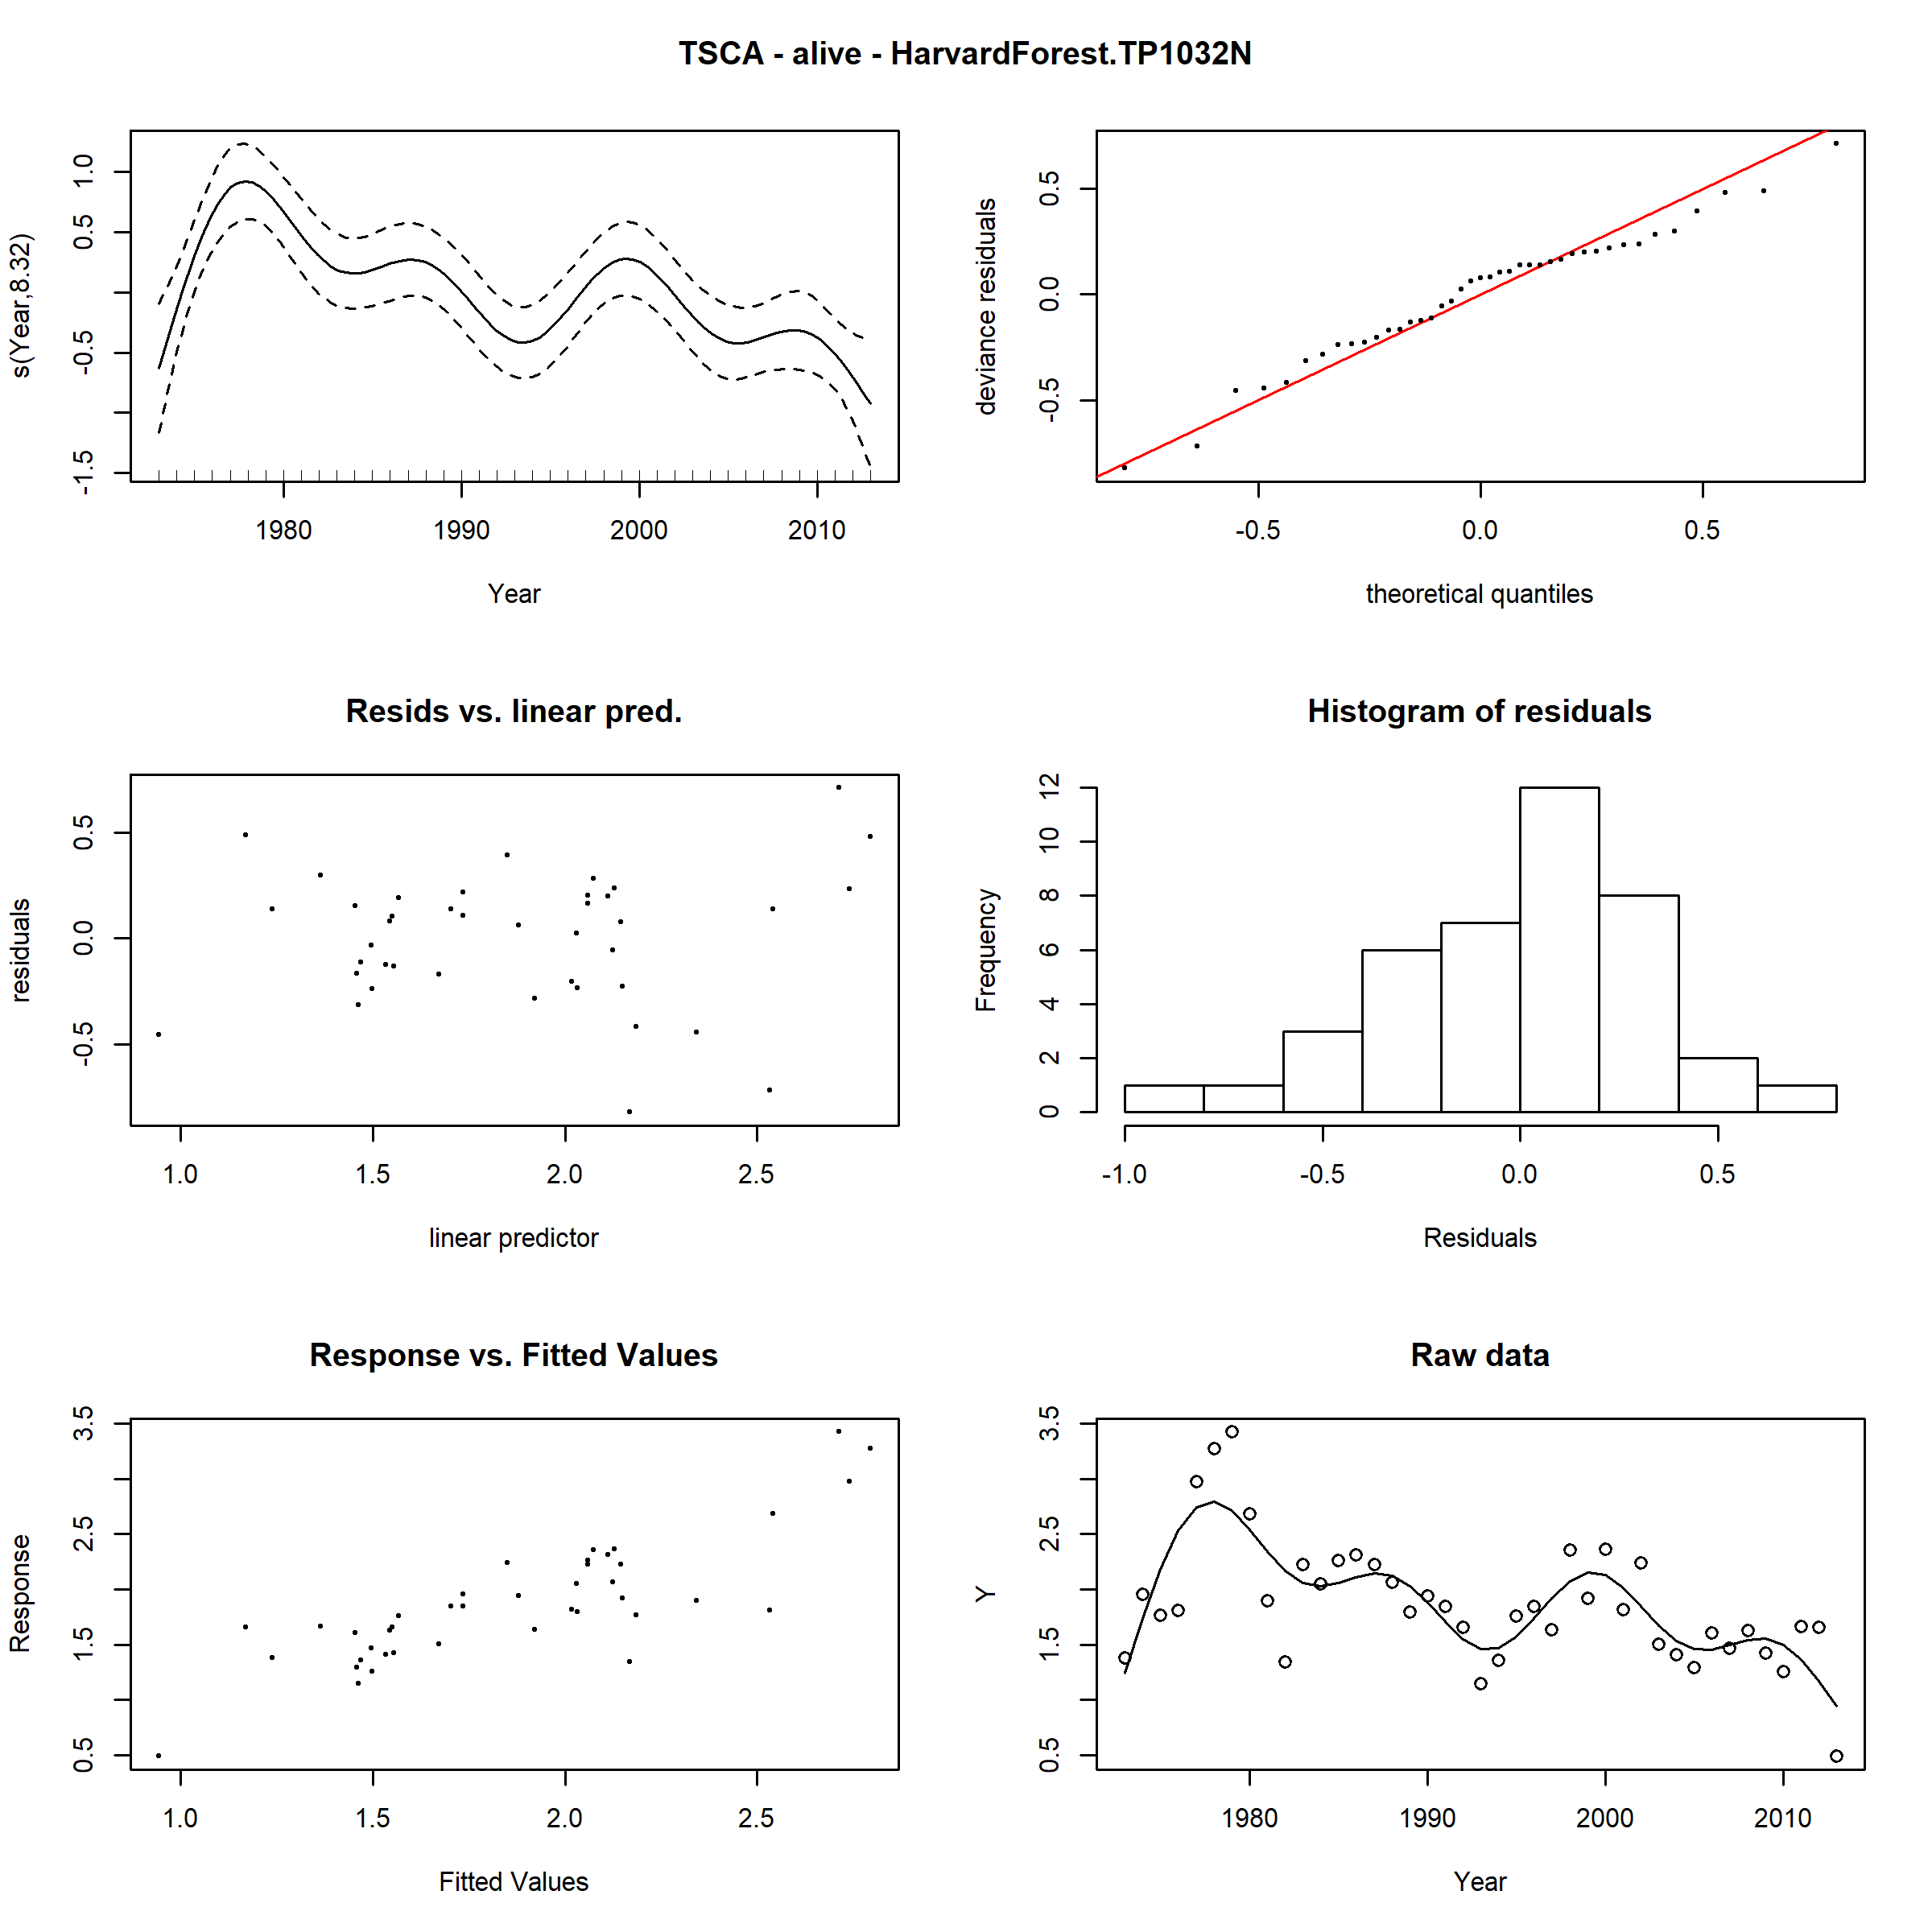 TSCA - alive - HarvardForest.TP1032N
s(Year,8.32)
-1.5 -0.5 0.5 1.0
1980 1990 2000 2010
Year
deviance residuals
-0.5 0.0 0.5
-0.5 0.0 0.5
theoretical quantiles
Resids vs. linear pred.
residuals
-0.5 0.0 0.5
1.0 1.5 2.0 2.5
linear predictor
Histogram of residuals
Frequency
0 2 4 6 8 10 12
-1.0 -0.5 0.0 0.5
Residuals
Response vs. Fitted Values
Response
0.5 1.5 2.5 3.5
1.0 1.5 2.0 2.5
Fitted Values
Raw data
Y
0.5 1.5 2.5 3.5
1980 1990 2000 2010
Year